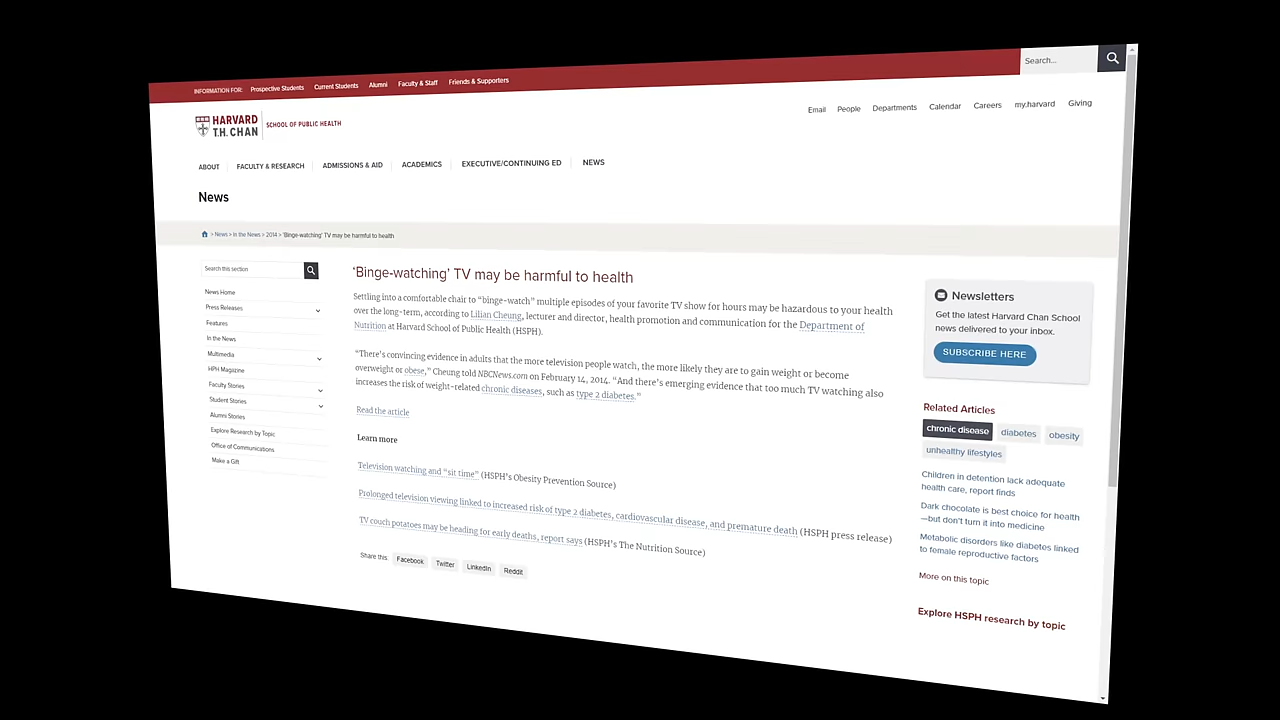 INFORMATION FOR: Prospective Students Current Students Alumni Faculty & Staff Friends & Supporters
Search...
HARVARD
T.H. CHAN
SCHOOL OF PUBLIC HEALTH
Email People Departments Calendar Careers my.harvard Giving
ABOUT FACULTY & RESEARCH ADMISSIONS & AID ACADEMICS EXECUTIVE/CONTINUING ED NEWS
News
> News > In the News > 2014 > 'Binge-watching' TV may be harmful to health
Search this section
News Home
Press Releases
Features
In the News
Multimedia
HPH Magazine
Faculty Stories
Student Stories
Alumni Stories
Explore Research by Topic
Office of Communications
Make a Gift
‘Binge-watching’ TV may be harmful to health
Settling into a comfortable chair to “binge-watch” multiple episodes of your favorite TV show for hours may be hazardous to your health
over the long-term, according to Lilian Cheung, lecturer and director, health promotion and communication for the Department of
Nutrition at Harvard School of Public Health (HSPH).
“There’s convincing evidence in adults that the more television people watch, the more likely they are to gain weight or become
overweight or obese,” Cheung told NBCNews.com on February 14, 2014. “And there’s emerging evidence that too much TV watching also
increases the risk of weight-related chronic diseases, such as type 2 diabetes.”
Read the article
Learn more
Television watching and “sit time” (HSPH’s Obesity Prevention Source)
Prolonged television viewing linked to increased risk of type 2 diabetes, cardiovascular disease, and premature death (HSPH press release)
TV couch potatoes may be heading for early deaths, report says (HSPH’s The Nutrition Source)
Share this: Facebook Twitter LinkedIn Reddit
Newsletters
Get the latest Harvard Chan School
news delivered to your inbox.
SUBSCRIBE HERE
Related Articles
chronic disease diabetes obesity
unhealthy lifestyles
Children in detention lack adequate
health care, report finds
Dark chocolate is best choice for health
—but don't turn it into medicine
Metabolic disorders like diabetes linked
to female reproductive factors
More on this topic
Explore HSPH research by topic